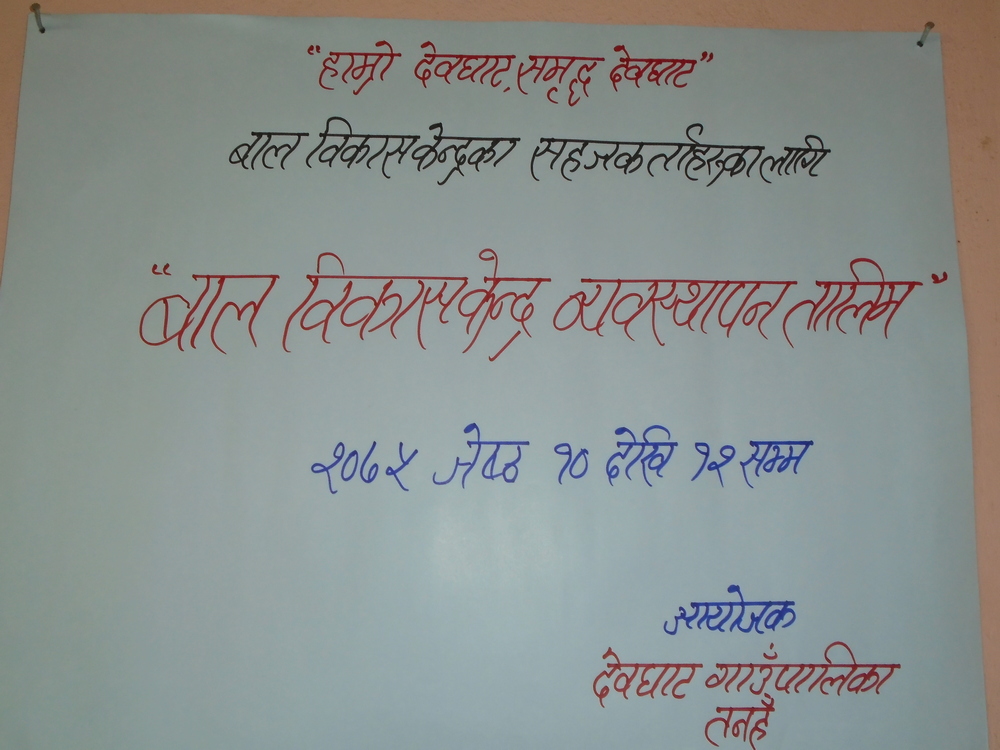 "हाम्रो देवघाट, समृद्ध देवघाट"
बाल विकास केन्द्रका सहजकर्ताहरुका लागि
"बाल विकास केन्द्र व्यवस्थापन तालिम"
२०७५ जेठ १० देखि १२ सम्म
आयोजक
देवघाट गाउँपालिका
तनहुँ